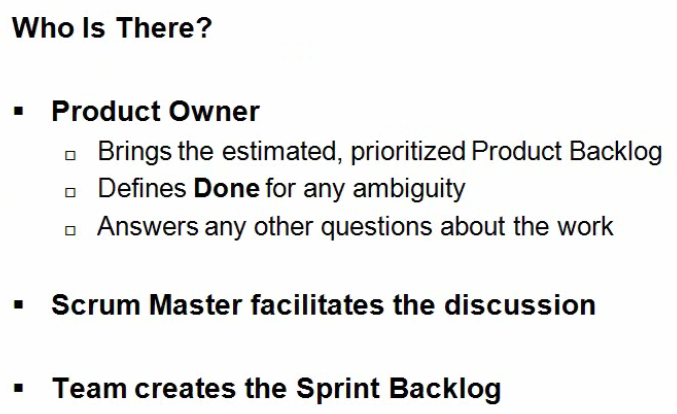 Who Is There?
▪ Product Owner
▫ Brings the estimated, prioritized Product Backlog
▫ Defines Done for any ambiguity
▫ Answers any other questions about the work
▪ Scrum Master facilitates the discussion
▪ Team creates the Sprint Backlog